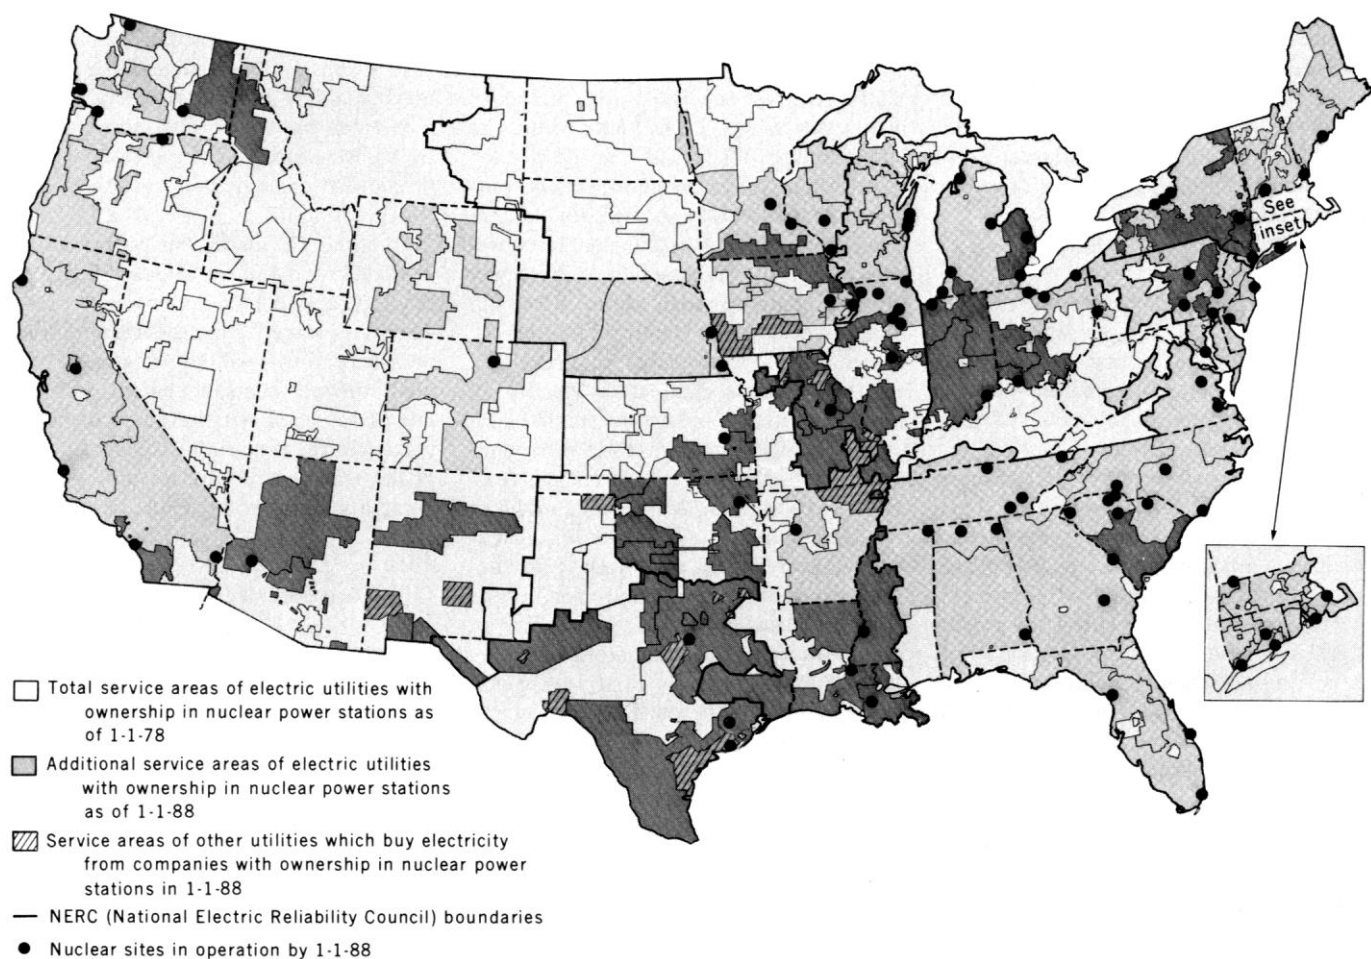 See
inset
Total service areas of electric utilities with
ownership in nuclear power stations as
of 1-1-78
Additional service areas of electric utilities
with ownership in nuclear power stations
as of 1-1-88
Service areas of other utilities which buy electricity
from companies with ownership in nuclear power
stations in 1-1-88
NERC (National Electric Reliability Council) boundaries
Nuclear sites in operation by 1-1-88